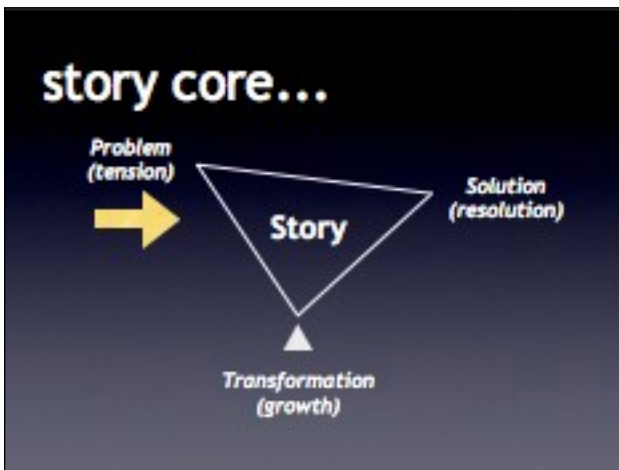 story core...
Problem
(tension)
Solution
(resolution)
Story
Transformation
(growth)